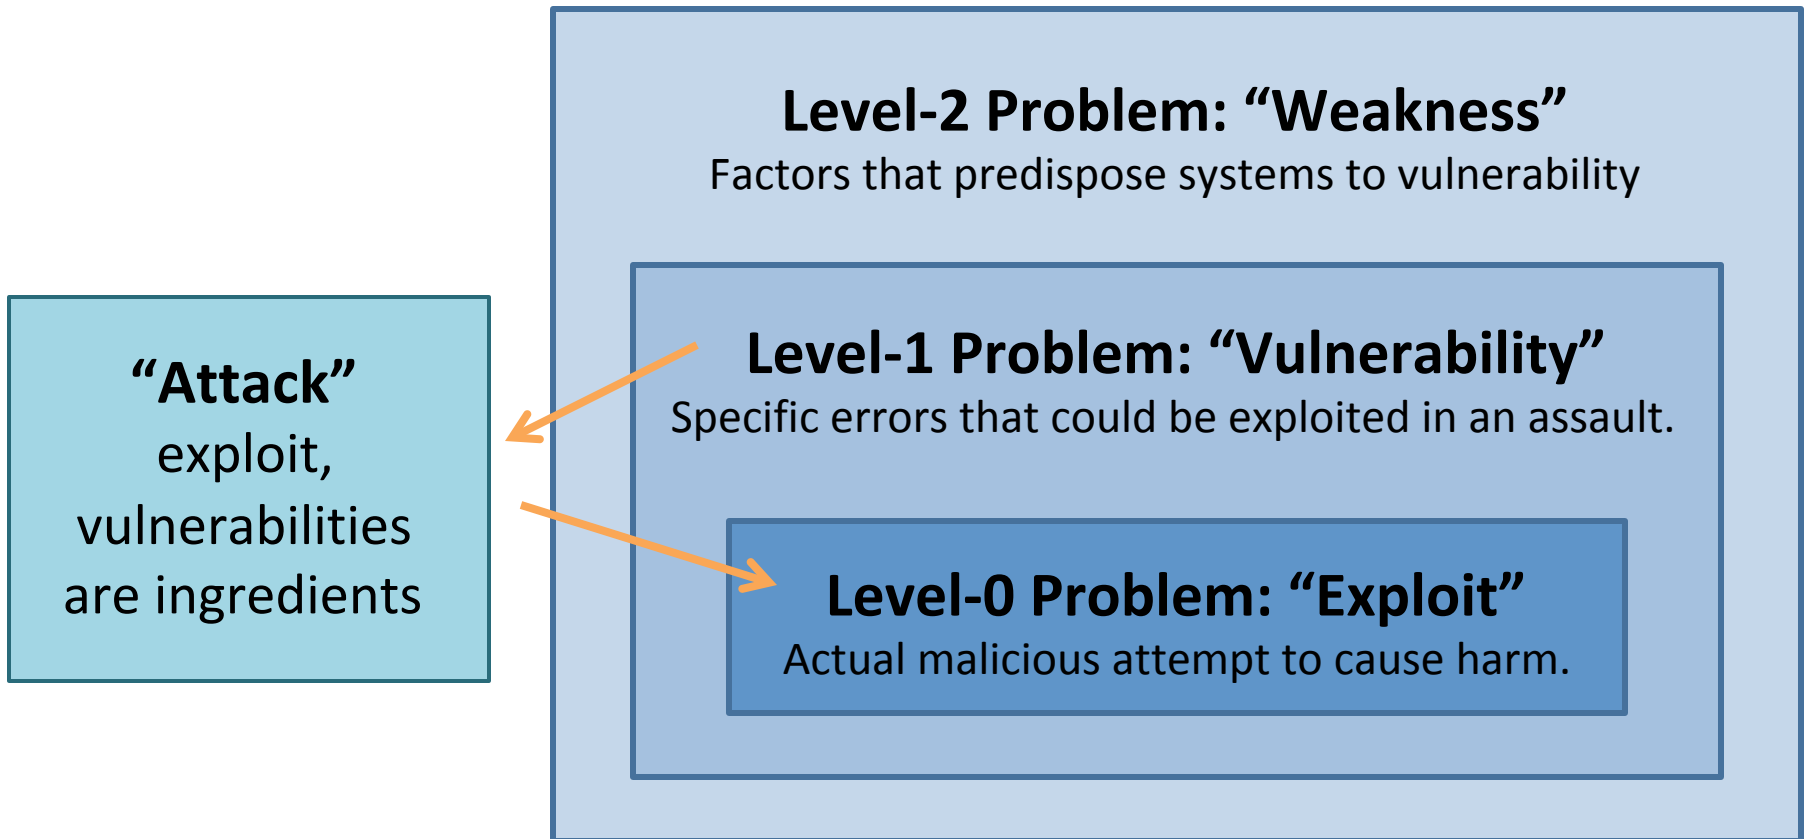 Level-2 Problem: “Weakness”
Factors that predispose systems to vulnerability
Level-1 Problem: “Vulnerability”
Specific errors that could be exploited in an assault.
Level-0 Problem: “Exploit”
Actual malicious attempt to cause harm.
“Attack”
exploit,
vulnerabilities
are ingredients